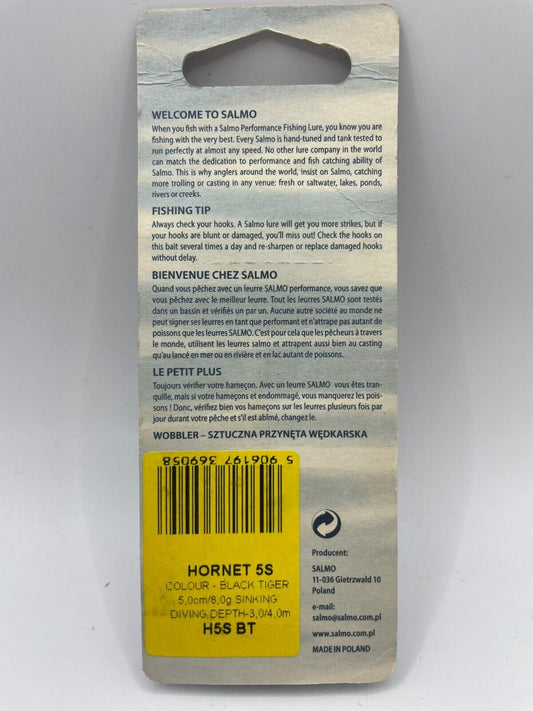 WELCOME TO SALMO
When you fish with a Salmo Performance Fishing Lure, you know you are
fishing with the very best. Every Salmo is hand-tuned and tank tested to
run perfectly at almost any speed. No other lure company in the world
can match the dedication to performance and fish catching ability of
Salmo. This is why anglers around the world, insist on Salmo, catching
more trolling or casting in any venue: fresh or saltwater, lakes, ponds,
rivers or creeks.
FISHING TIP
Always check your hooks. A Salmo lure will get you more strikes, but if
your hooks are blunt or damaged, you'll miss out! Check the hooks on
this bait several times a day and re-sharpen or replace damaged hooks
without delay.
BIENVENUE CHEZ SALMO
Quand vous pêchez avec un leurre SALMO performance, vous savez que
vous pêchez avec le meilleur leurre. Tout les leurres SALMO sont testés
dans un bassin et vérifiés un par un. Aucune autre société au monde ne
peut signer ses leurres en tant que performant et n'attrape pas autant de
poissons que les leurres SALMO. C'est pour cela que les pêcheurs à travers
le monde, utilisent les leurres salmo et attrapent aussi bien au casting
qu'au lancé en mer ou en rivière et en lac autant de poissons.
LE PETIT PLUS
Toujours vérifier votre hameçon. Avec un leurre SALMO vous êtes tran-
quille, mais si votre hameçons et endommagé, vous manquerez les pois-
sons ! Donc, vérifiez bien vos hameçons sur les leurres plusieurs fois par
jour durant votre pêche et s'il est abîmé, changez le.
WOBBLER – SZTUCZNA PRZYNĘTA WĘDKARSKA
5 906197 369058
HORNET 5S
COLOUR - BLACK TIGER
5,0cm/8,0g SINKING
DIVING DEPTH-3,0/4,0m
H5S BT
Producent:
SALMO
11-036 Gietrzwałd 10
Poland
e-mail:
salmo@salmo.com.pl
www.salmo.com.pl
MADE IN POLAND